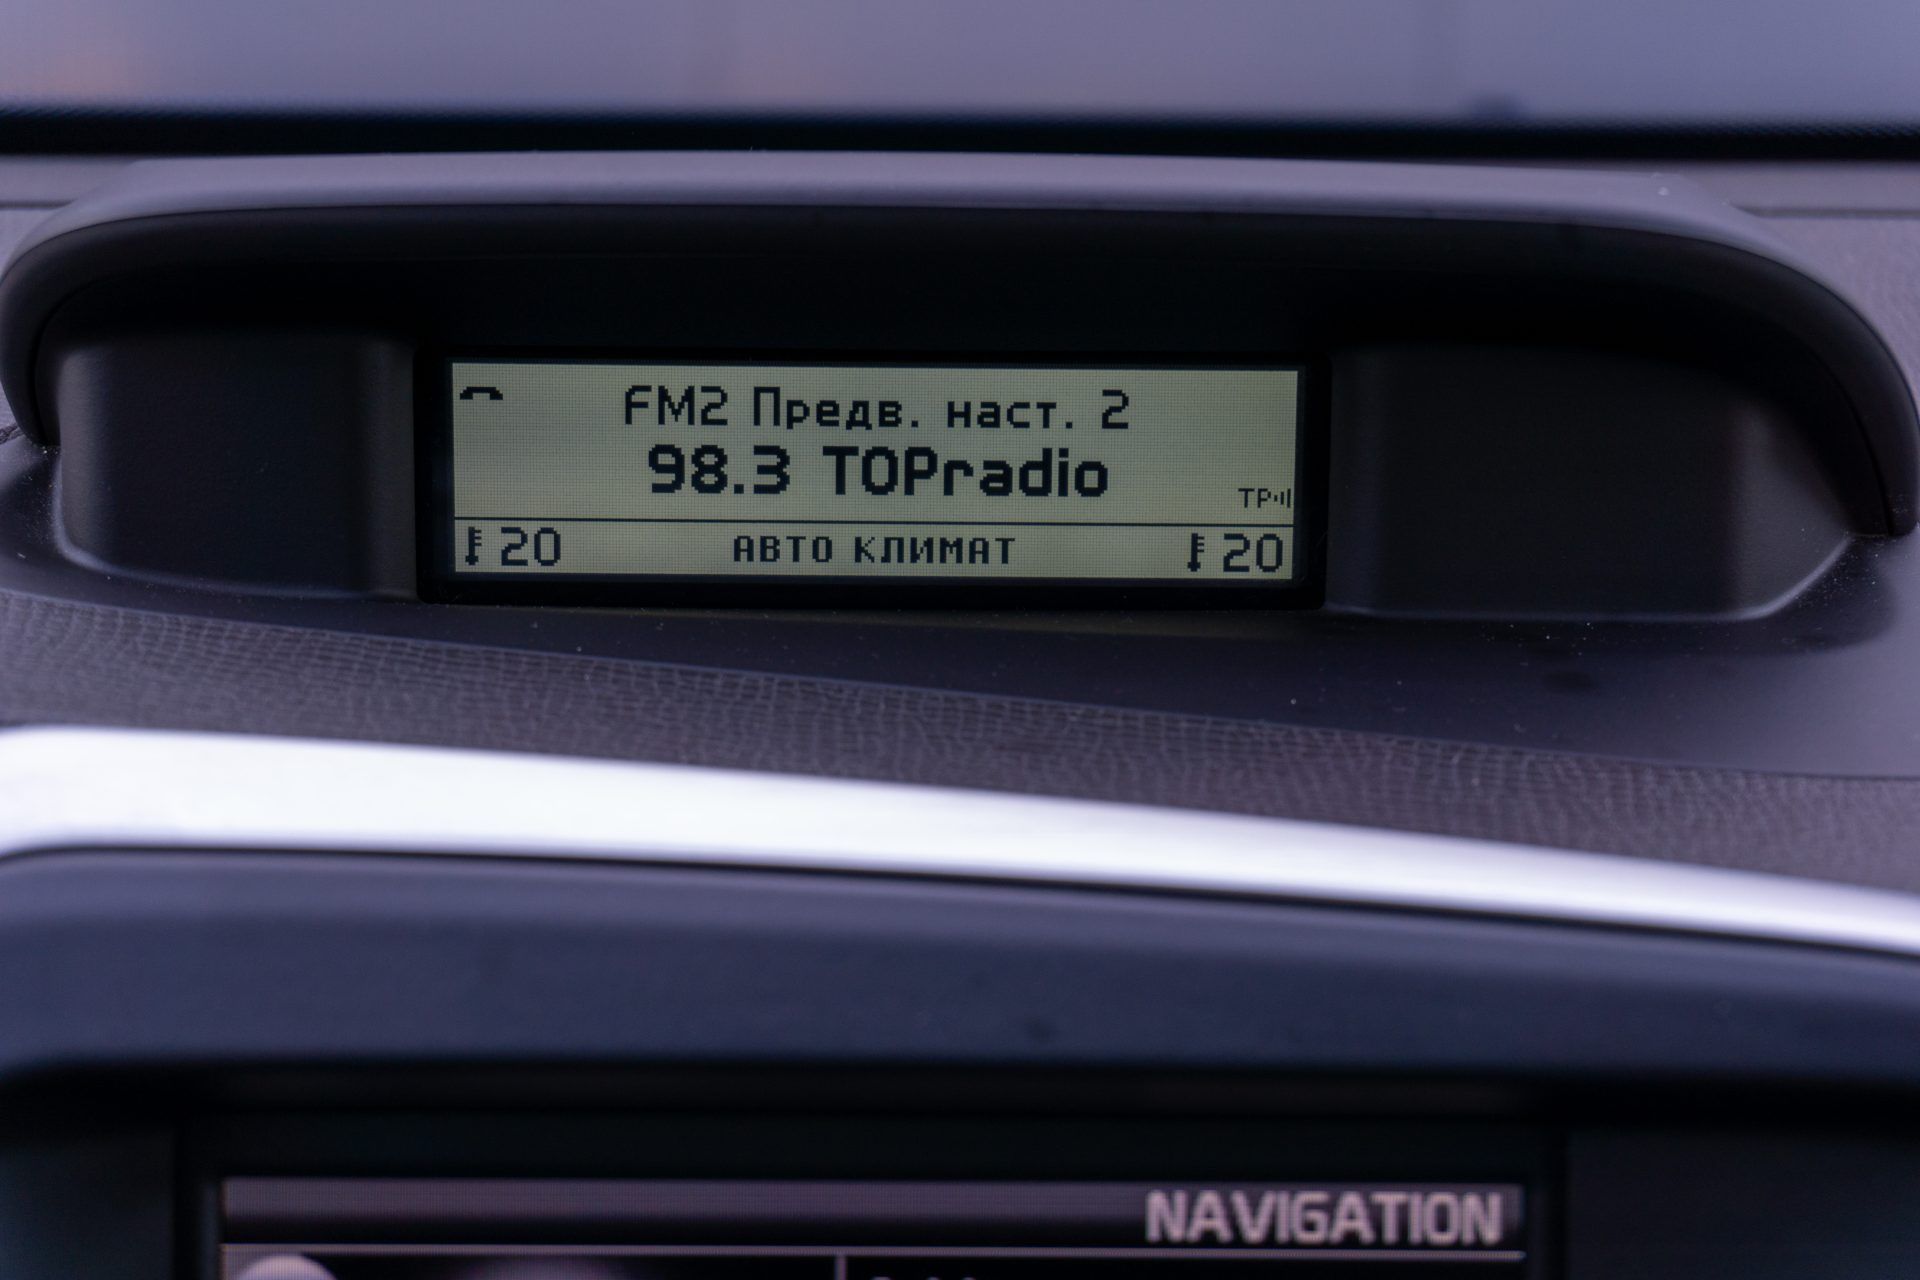 FM2 Предв. наст. 2
98.3 TOPradio
TP
20 АВТО КЛИМАТ 20
NAVIGATION